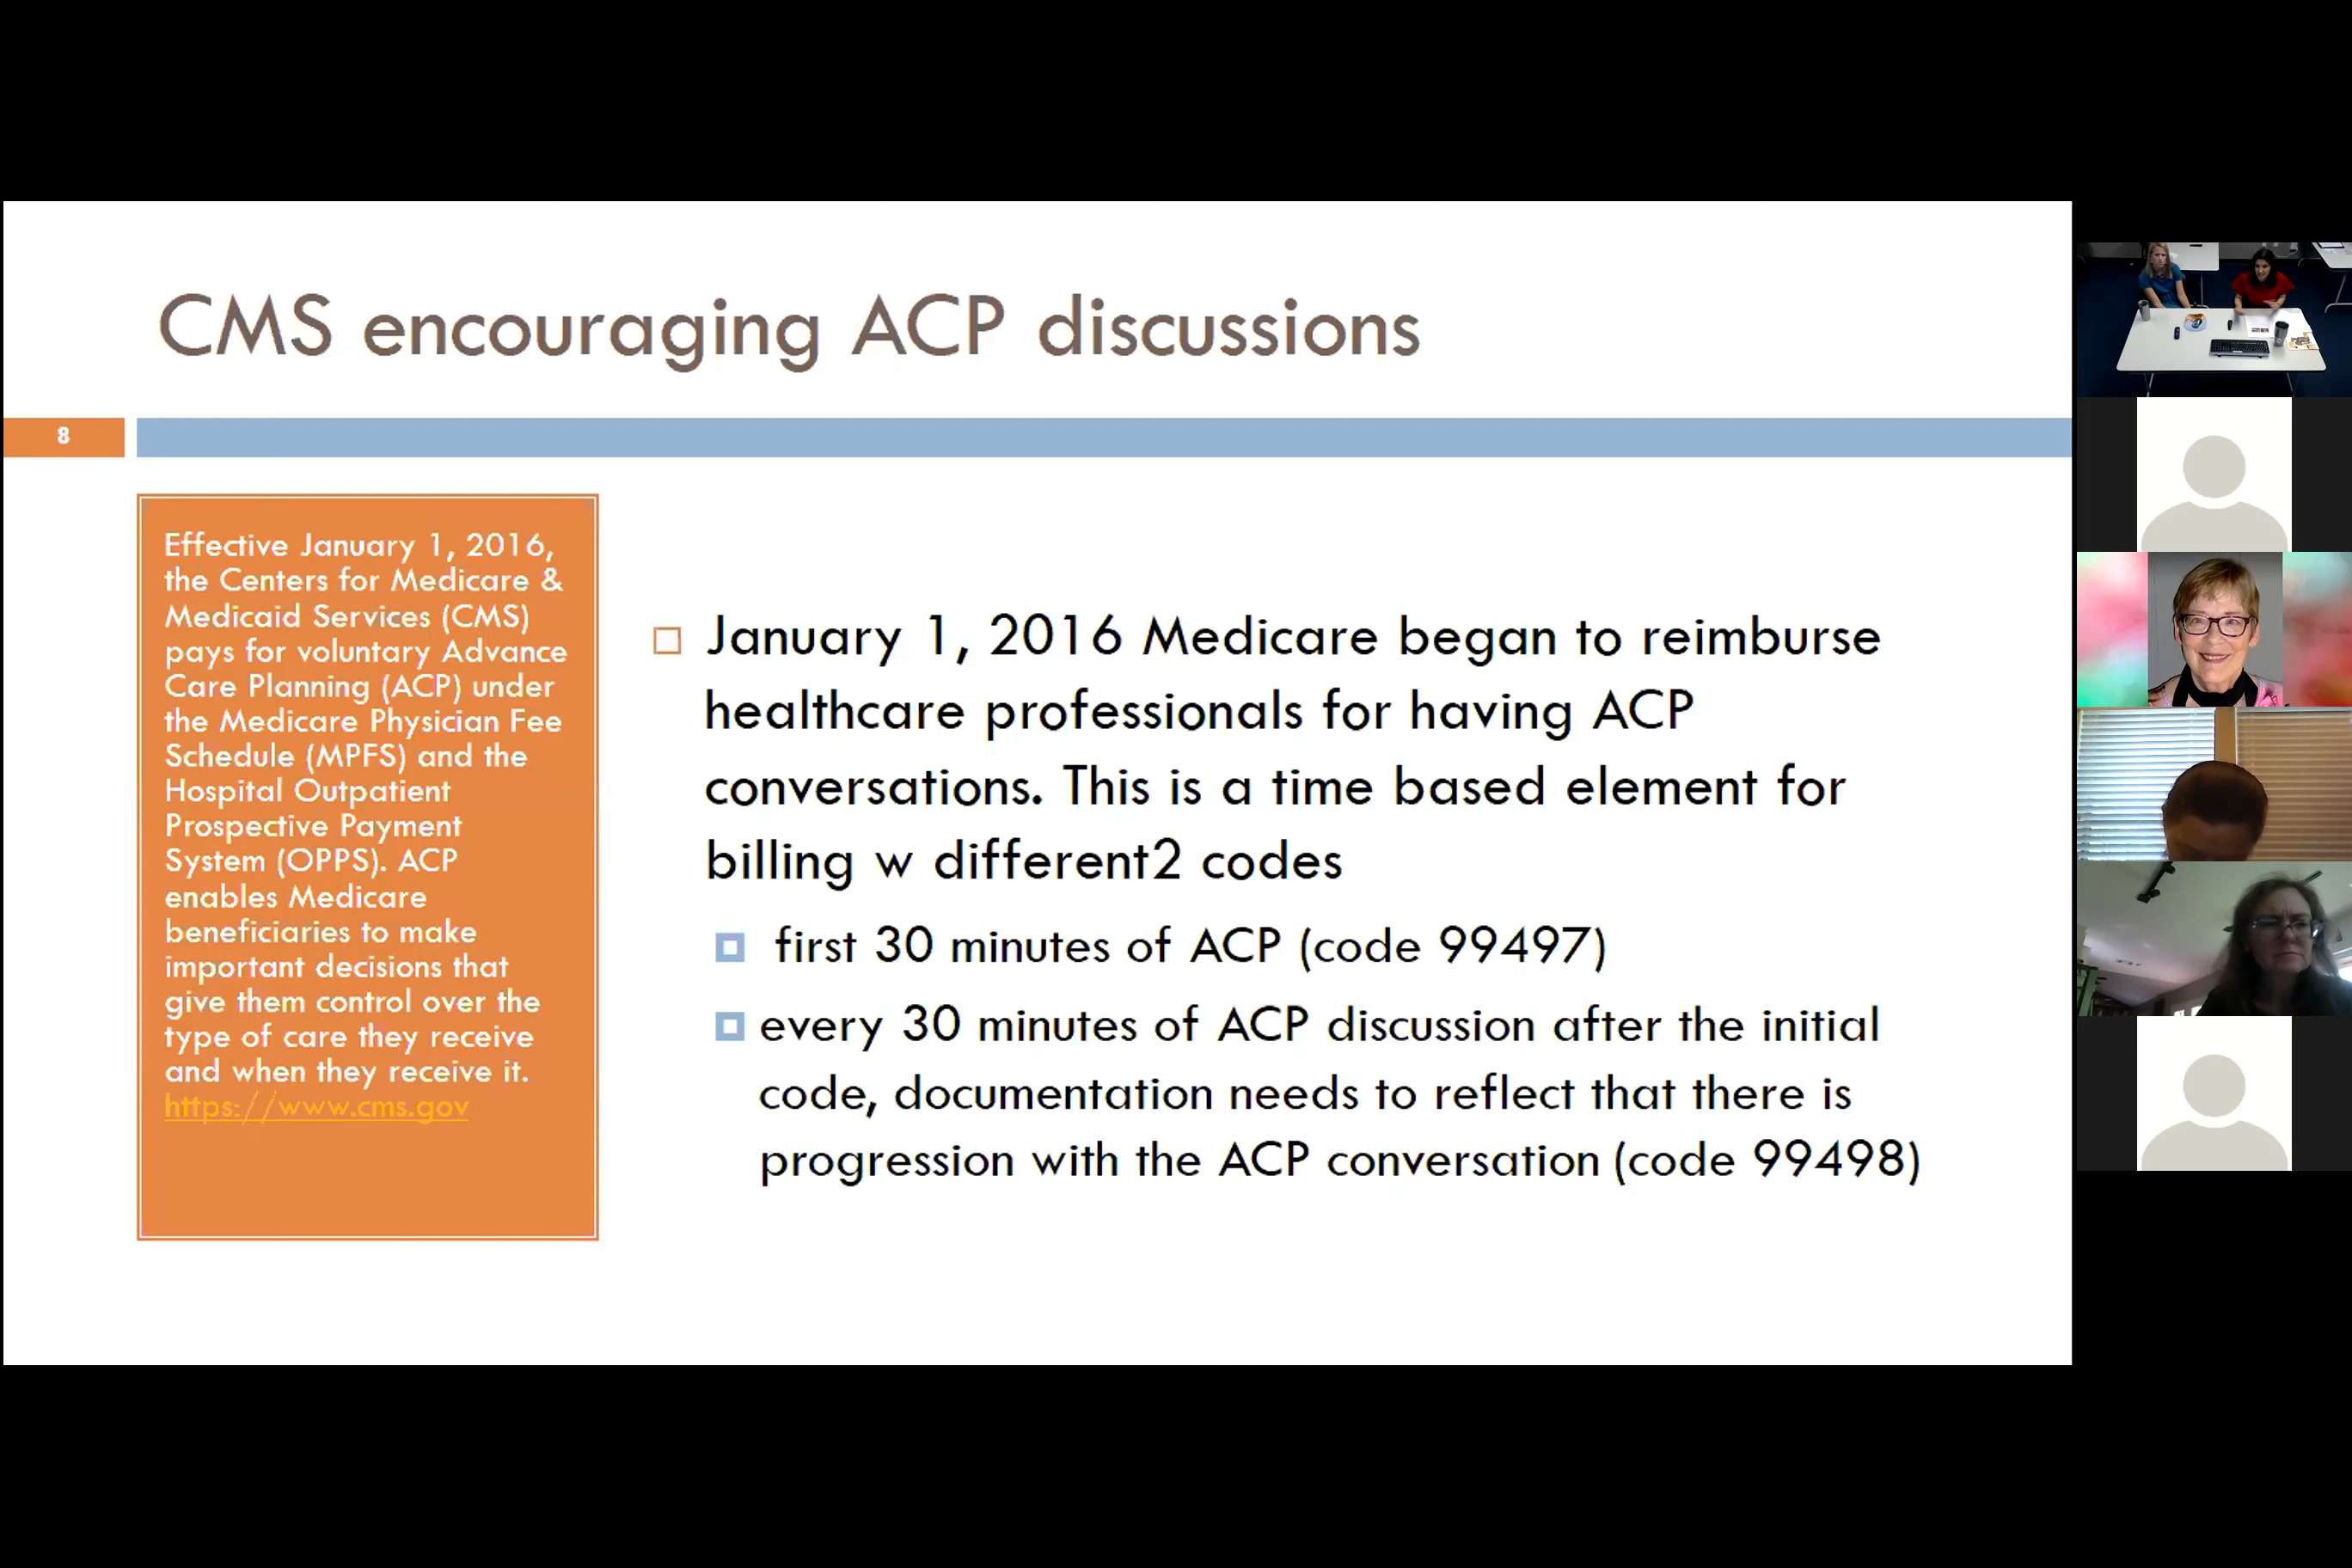 CMS encouraging ACP discussions
8
Effective January 1, 2016,
the Centers for Medicare &
Medicaid Services (CMS)
pays for voluntary Advance
Care Planning (ACP) under
the Medicare Physician Fee
Schedule (MPFS) and the
Hospital Outpatient
Prospective Payment
System (OPPS). ACP
enables Medicare
beneficiaries to make
important decisions that
give them control over the
type of care they receive
and when they receive it.
https://www.cms.gov
January 1, 2016 Medicare began to reimburse
healthcare professionals for having ACP
conversations. This is a time based element for
billing w different2 codes
first 30 minutes of ACP (code 99497)
every 30 minutes of ACP discussion after the initial
code, documentation needs to reflect that there is
progression with the ACP conversation (code 99498)